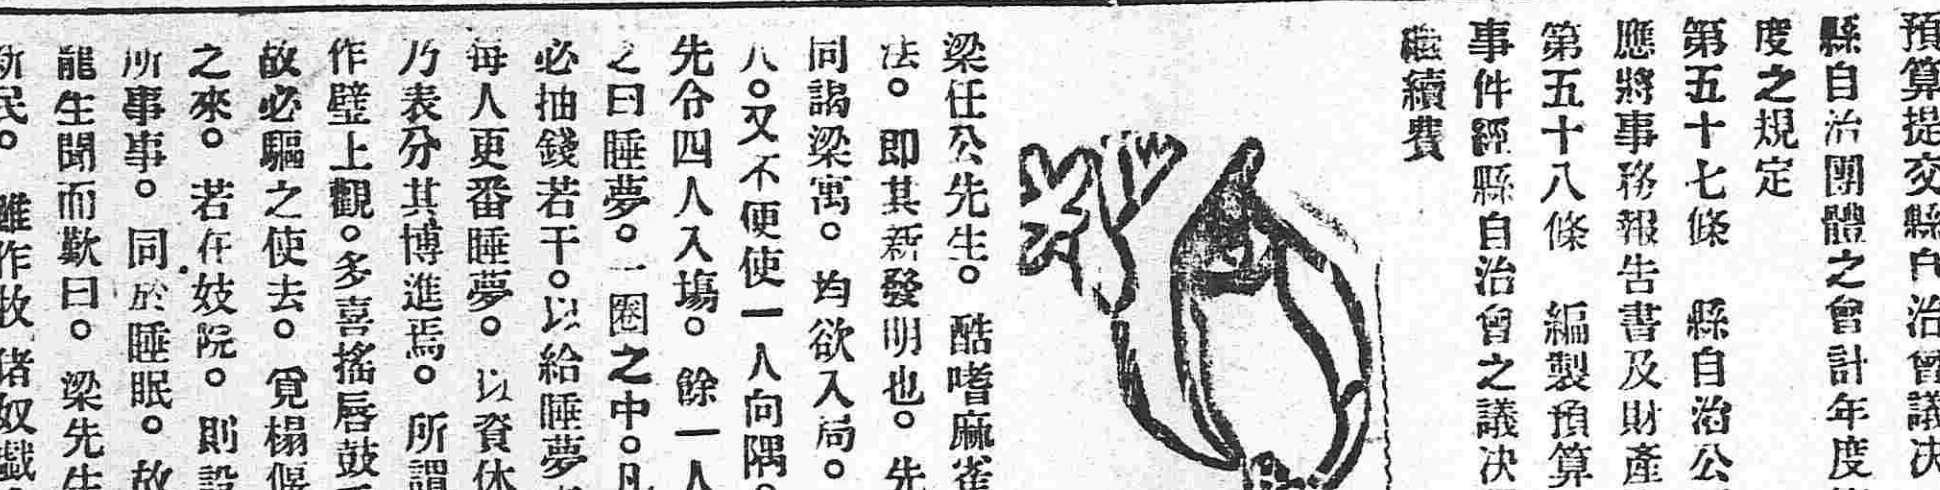 預算提交縣自治會議決
縣自治團體之會計年度
度之規定
第五十七條　縣自治公
應將事務報告書及財產
第五十八條　編製預算
事件經縣自治會之議決
繼續費
梁任公先生。酷嗜麻雀
法。即其新發明也。先
同謁梁寓。均欲入局。
八。又不便使一人向隅。
先令四人入塲。餘一人
之曰睡夢。一圈之中。凡
必抽錢若干。以給睡夢
每人更番睡夢。以資休
乃表分其博進焉。所謂
作壁上觀。多喜搖唇鼓
故必驅之使去。覓榻偃
之來。若在妓院。則設
所事事。同於睡眠。故
龍生聞而歎曰。梁先生
新民。雖作牧猪奴戲